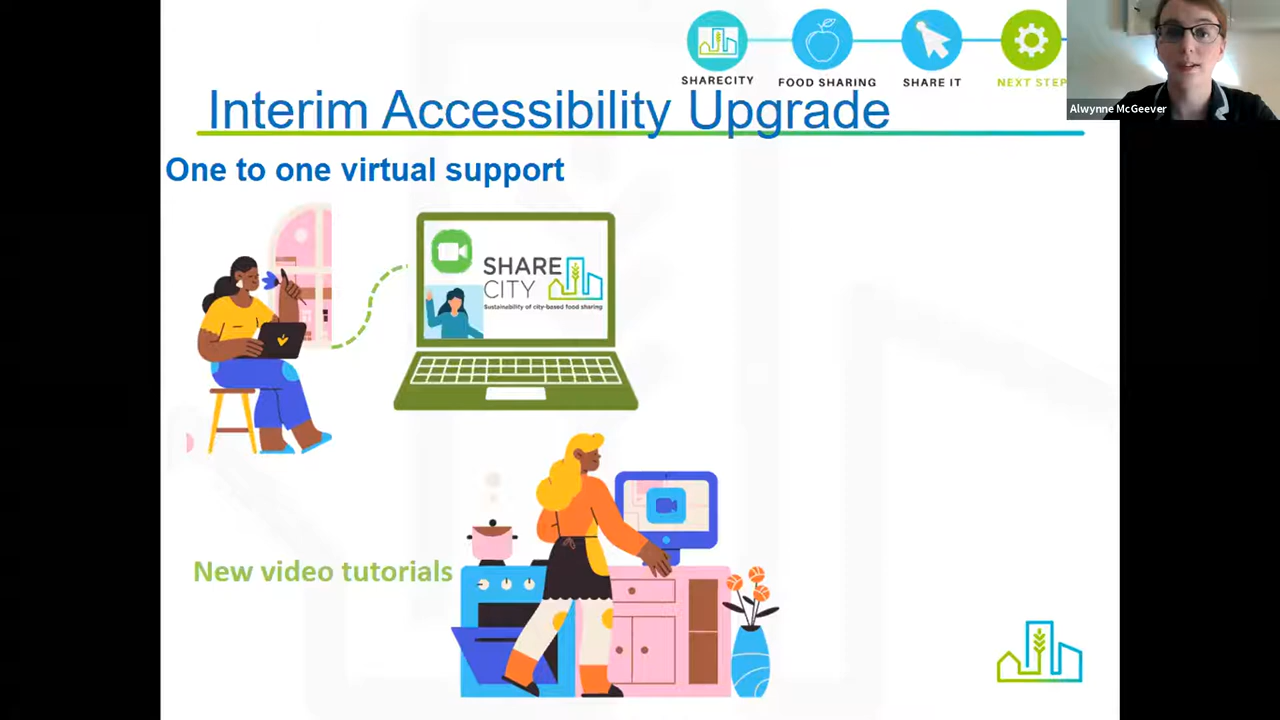 SHARECITY
FOOD SHARING
SHARE IT
NEXT STEP
Alwynne McGeever
Interim Accessibility Upgrade
One to one virtual support
SHARE
CITY
Sustainability of city-based food sharing
New video tutorials